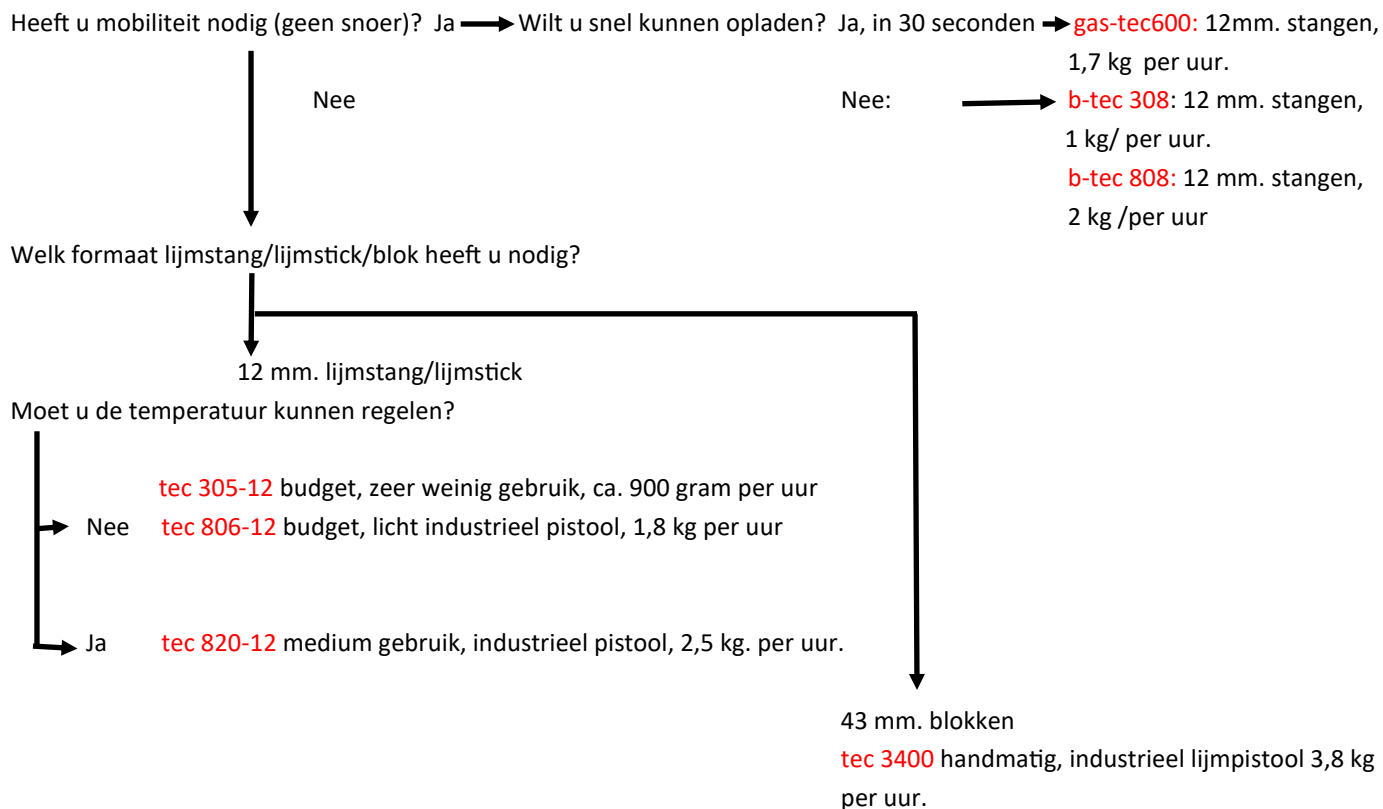 Heeft u mobiliteit nodig (geen snoer)? Ja Wilt u snel kunnen opladen? Ja, in 30 seconden gas-tec600: 12mm. stangen,
1,7 kg per uur.
Nee Nee: b-tec 308: 12 mm. stangen,
1 kg/ per uur.
b-tec 808: 12 mm. stangen,
2 kg /per uur
Welk formaat lijmstang/lijmstick/blok heeft u nodig?
12 mm. lijmstang/lijmstick
Moet u de temperatuur kunnen regelen?
tec 305-12 budget, zeer weinig gebruik, ca. 900 gram per uur
Nee tec 806-12 budget, licht industrieel pistool, 1,8 kg per uur
Ja tec 820-12 medium gebruik, industrieel pistool, 2,5 kg. per uur.
43 mm. blokken
tec 3400 handmatig, industrieel lijmpistool 3,8 kg
per uur.